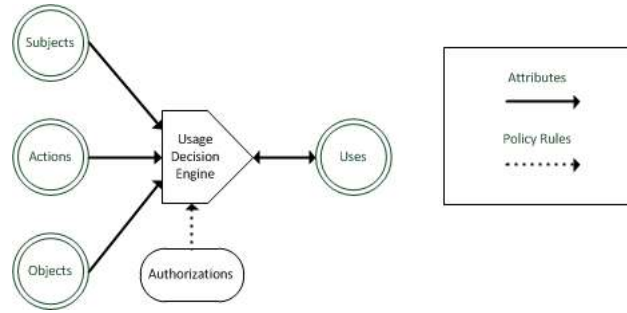 Subjects
Actions
Objects
Usage
Decision
Engine
Uses
Authorizations
Attributes
Policy Rules